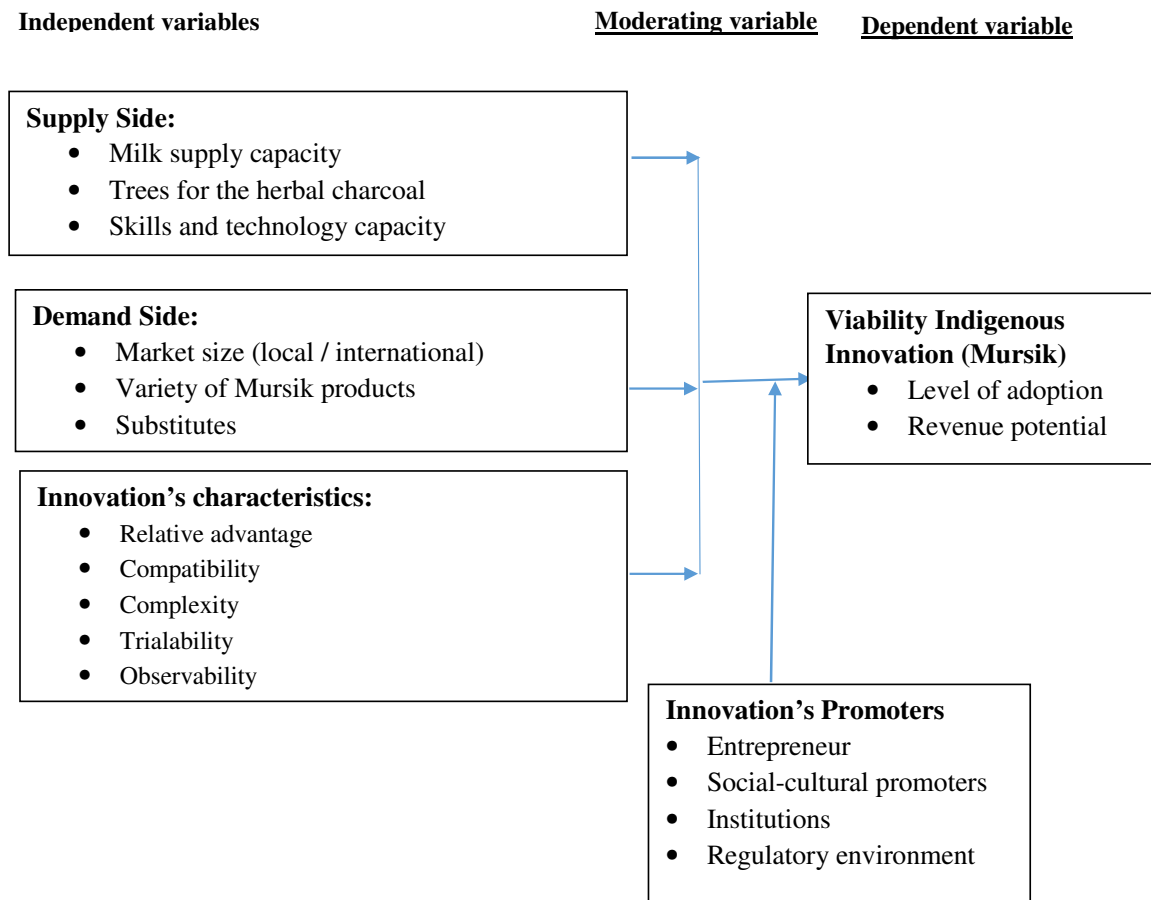 Independent variables
Moderating variable
Dependent variable
Supply Side:
• Milk supply capacity
• Trees for the herbal charcoal
• Skills and technology capacity
Demand Side:
• Market size (local / international)
• Variety of Mursik products
• Substitutes
Innovation’s characteristics:
• Relative advantage
• Compatibility
• Complexity
• Trialability
• Observability
Viability Indigenous
Innovation (Mursik)
• Level of adoption
• Revenue potential
Innovation’s Promoters
• Entrepreneur
• Social-cultural promoters
• Institutions
• Regulatory environment